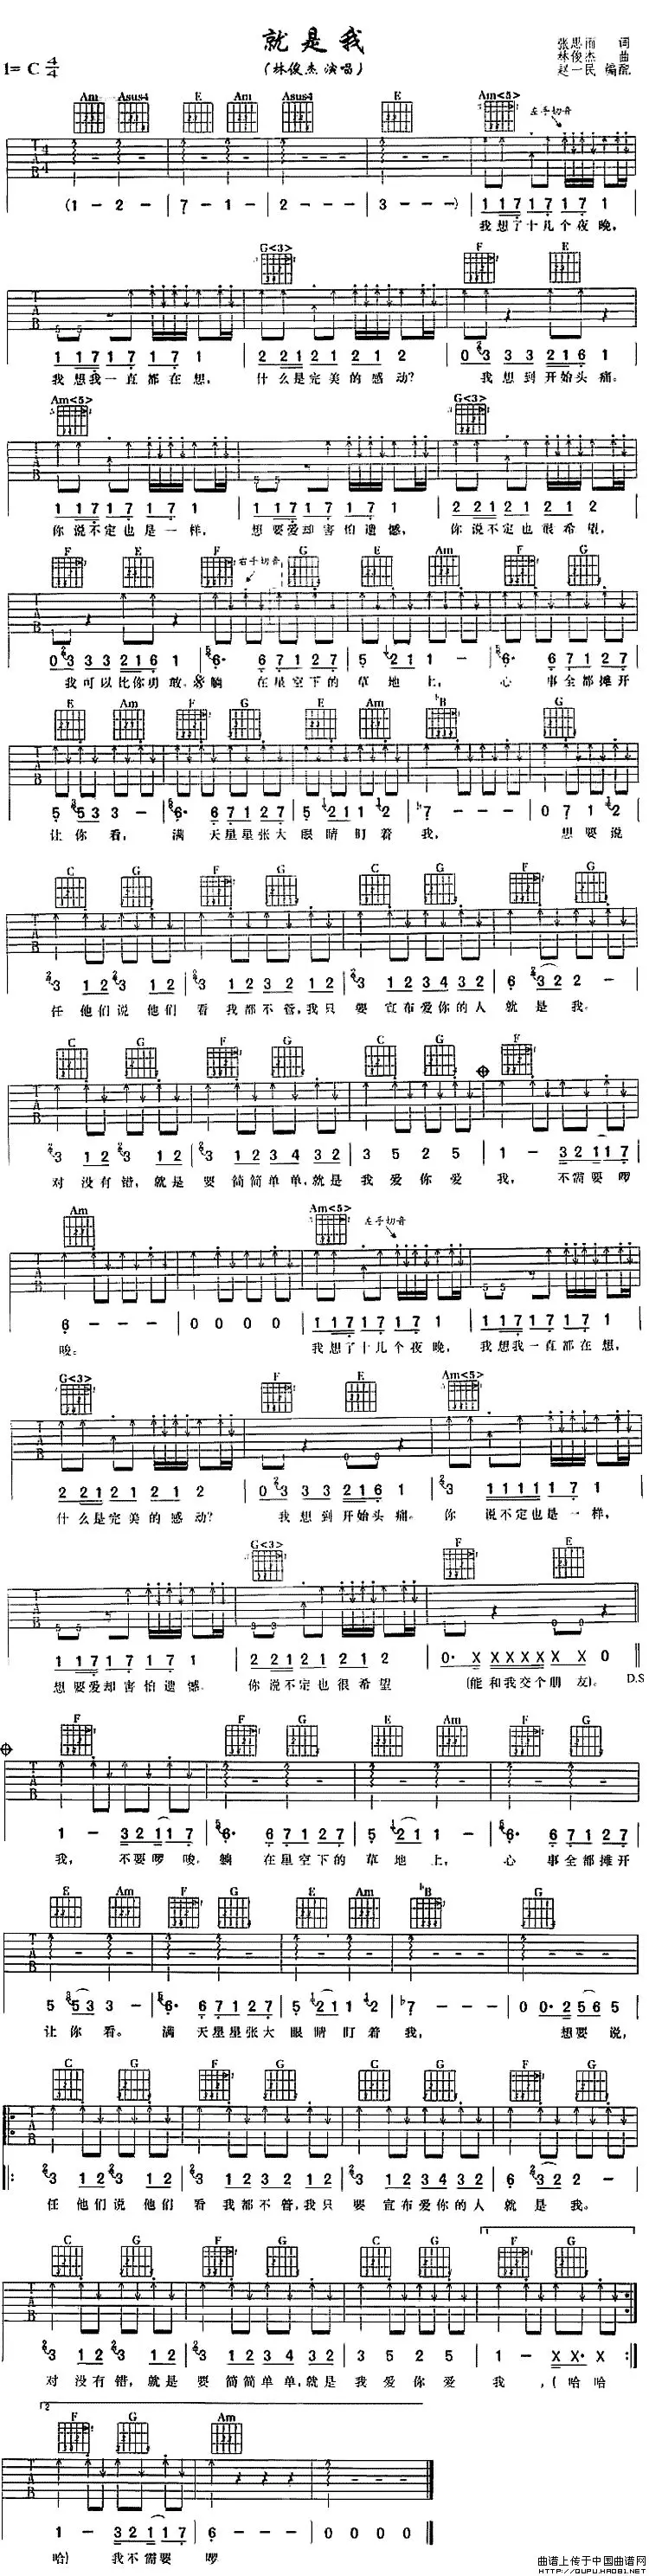 就是我
张思雨 词
1= C 4/4 (林俊杰 演唱) 林俊杰 曲
赵一民 编配
Am Asus4 E Am Asus4 E Am<5> 左手切音
(1 - 2 - 7 - 1 - 2 - - - 3 - - -) 1 1 1 7 1 7 1 7 1
我想了十几个夜晚,
G<3> F E
1 1 1 7 1 7 1 7 1 2 2 2 1 2 1 2 1 2 0 3 3 3 2 1 6 1
我想我一直都在想, 什么是完美的感动? 我想到开始头痛。
Am<5> G<3>
1 1 1 7 1 7 1 7 1 1 1 1 7 1 7 1 7 1 2 2 2 1 2 1 2 1 2
你说不定也是一样, 想要爱却害怕遗憾, 你说不定也很希望,
F E F 右手切音 G E Am F G
0 3 3 3 2 1 6 1 6· 6 7 1 2 7 5 2 1 1 - 6· 6 7 1 2 7
我可以比你勇敢。躺 在星空下的 草地上, 心 事全都摊开
E Am F G E Am bB G
5 5 3 3 - 6· 6 7 1 2 7 5 2 1 1 2 b7 - - - 0 7 1 2
让你看; 满 天星星张大 眼睛盯着 我, 想要说
C G F G C G F G
3 1 2 3 1 2 3 1 2 3 2 1 2 3 1 2 3 4 3 2 6 3 2 2 -
任他们说他们 看我都不管,我只 要宣布爱你的人 就是我。
C G F G C G F
3 1 2 3 1 2 3 1 2 3 4 3 2 3 5 2 5 1 - 3 2 1 1 7
对没有错,就是 要简简单单,就是 我爱你爱 我, 不需要啰
Am Am<5> 左手切音
6 - - - 0 0 0 0 1 1 1 7 1 7 1 7 1 1 1 1 7 1 7 1 7 1
唆。 我想了十几个夜晚, 我想我一直都在想,
G<3> F E Am<5>
2 2 2 1 2 1 2 1 2 0 3 3 3 2 1 6 1 3 1 1 1 1 1 7 1
什么是完美的感动? 我想到开始头痛。 你 说不定也是一样,
G<3> F E
1 1 1 7 1 7 1 7 1 2 2 2 1 2 1 2 1 2 0· X X X X X X X 0
想要爱却害怕遗憾。 你说不定也很希望 (能和我交个朋友)。 D.S
F F G E Am F G
1 - 3 2 1 1 7 6· 6 7 1 2 7 5 2 1 1 - 6· 6 7 1 2 7
我, 不要啰唆, 躺 在星空下的 草地上, 心 事全都摊开
E Am F G E Am bB G
5 5 3 3 - 6· 6 7 1 2 7 5 2 1 1 2 b7 - - - 0 0· 2 5 6 5
让你看。 满 天星星张大 眼睛盯着 我, 想要说,
C G F G C G F G
3 1 2 3 1 2 3 1 2 3 2 1 2 3 1 2 3 4 3 2 6 3 2 2 -
任他们说他们 看我都不管,我只 要宣布爱你的人 就是我。
1
C G F G C G F G
3 1 2 3 1 2 3 1 2 3 4 3 2 3 5 2 5 1 - X X· X
对没有错,就是 要简简单单,就是 我爱你爱 我 ,(哈哈
2
F G Am
1 - 3 2 1 1 7 6 - - - 0 0 0 0
哈) 我不需要 啰
曲谱上传于中国曲谱网
HTTP://QUPU.HAO81.NET